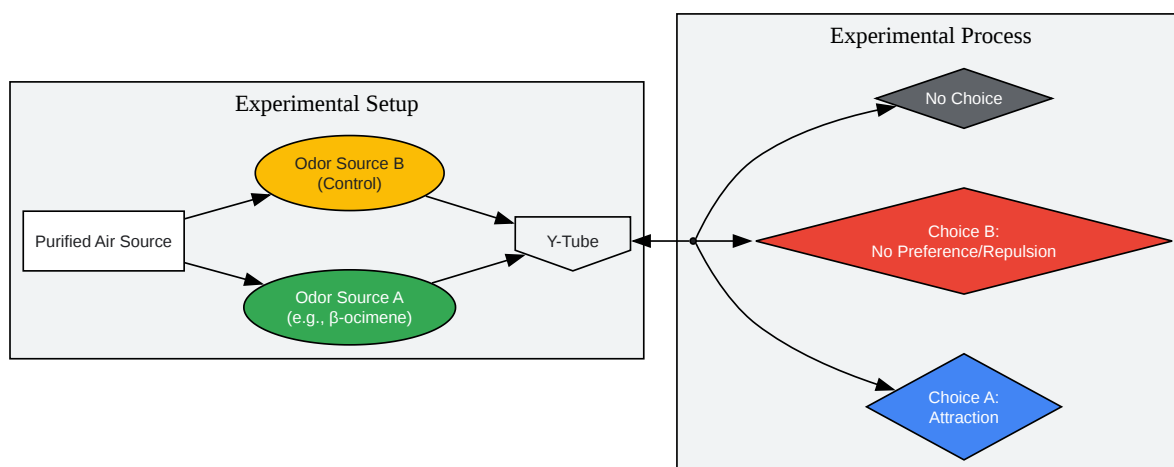 Experimental Setup
Purified Air Source
Odor Source B
(Control)
Odor Source A
(e.g., β-ocimene)
Y-Tube
Experimental Process
No Choice
Choice B:
No Preference/Repulsion
Choice A:
Attraction